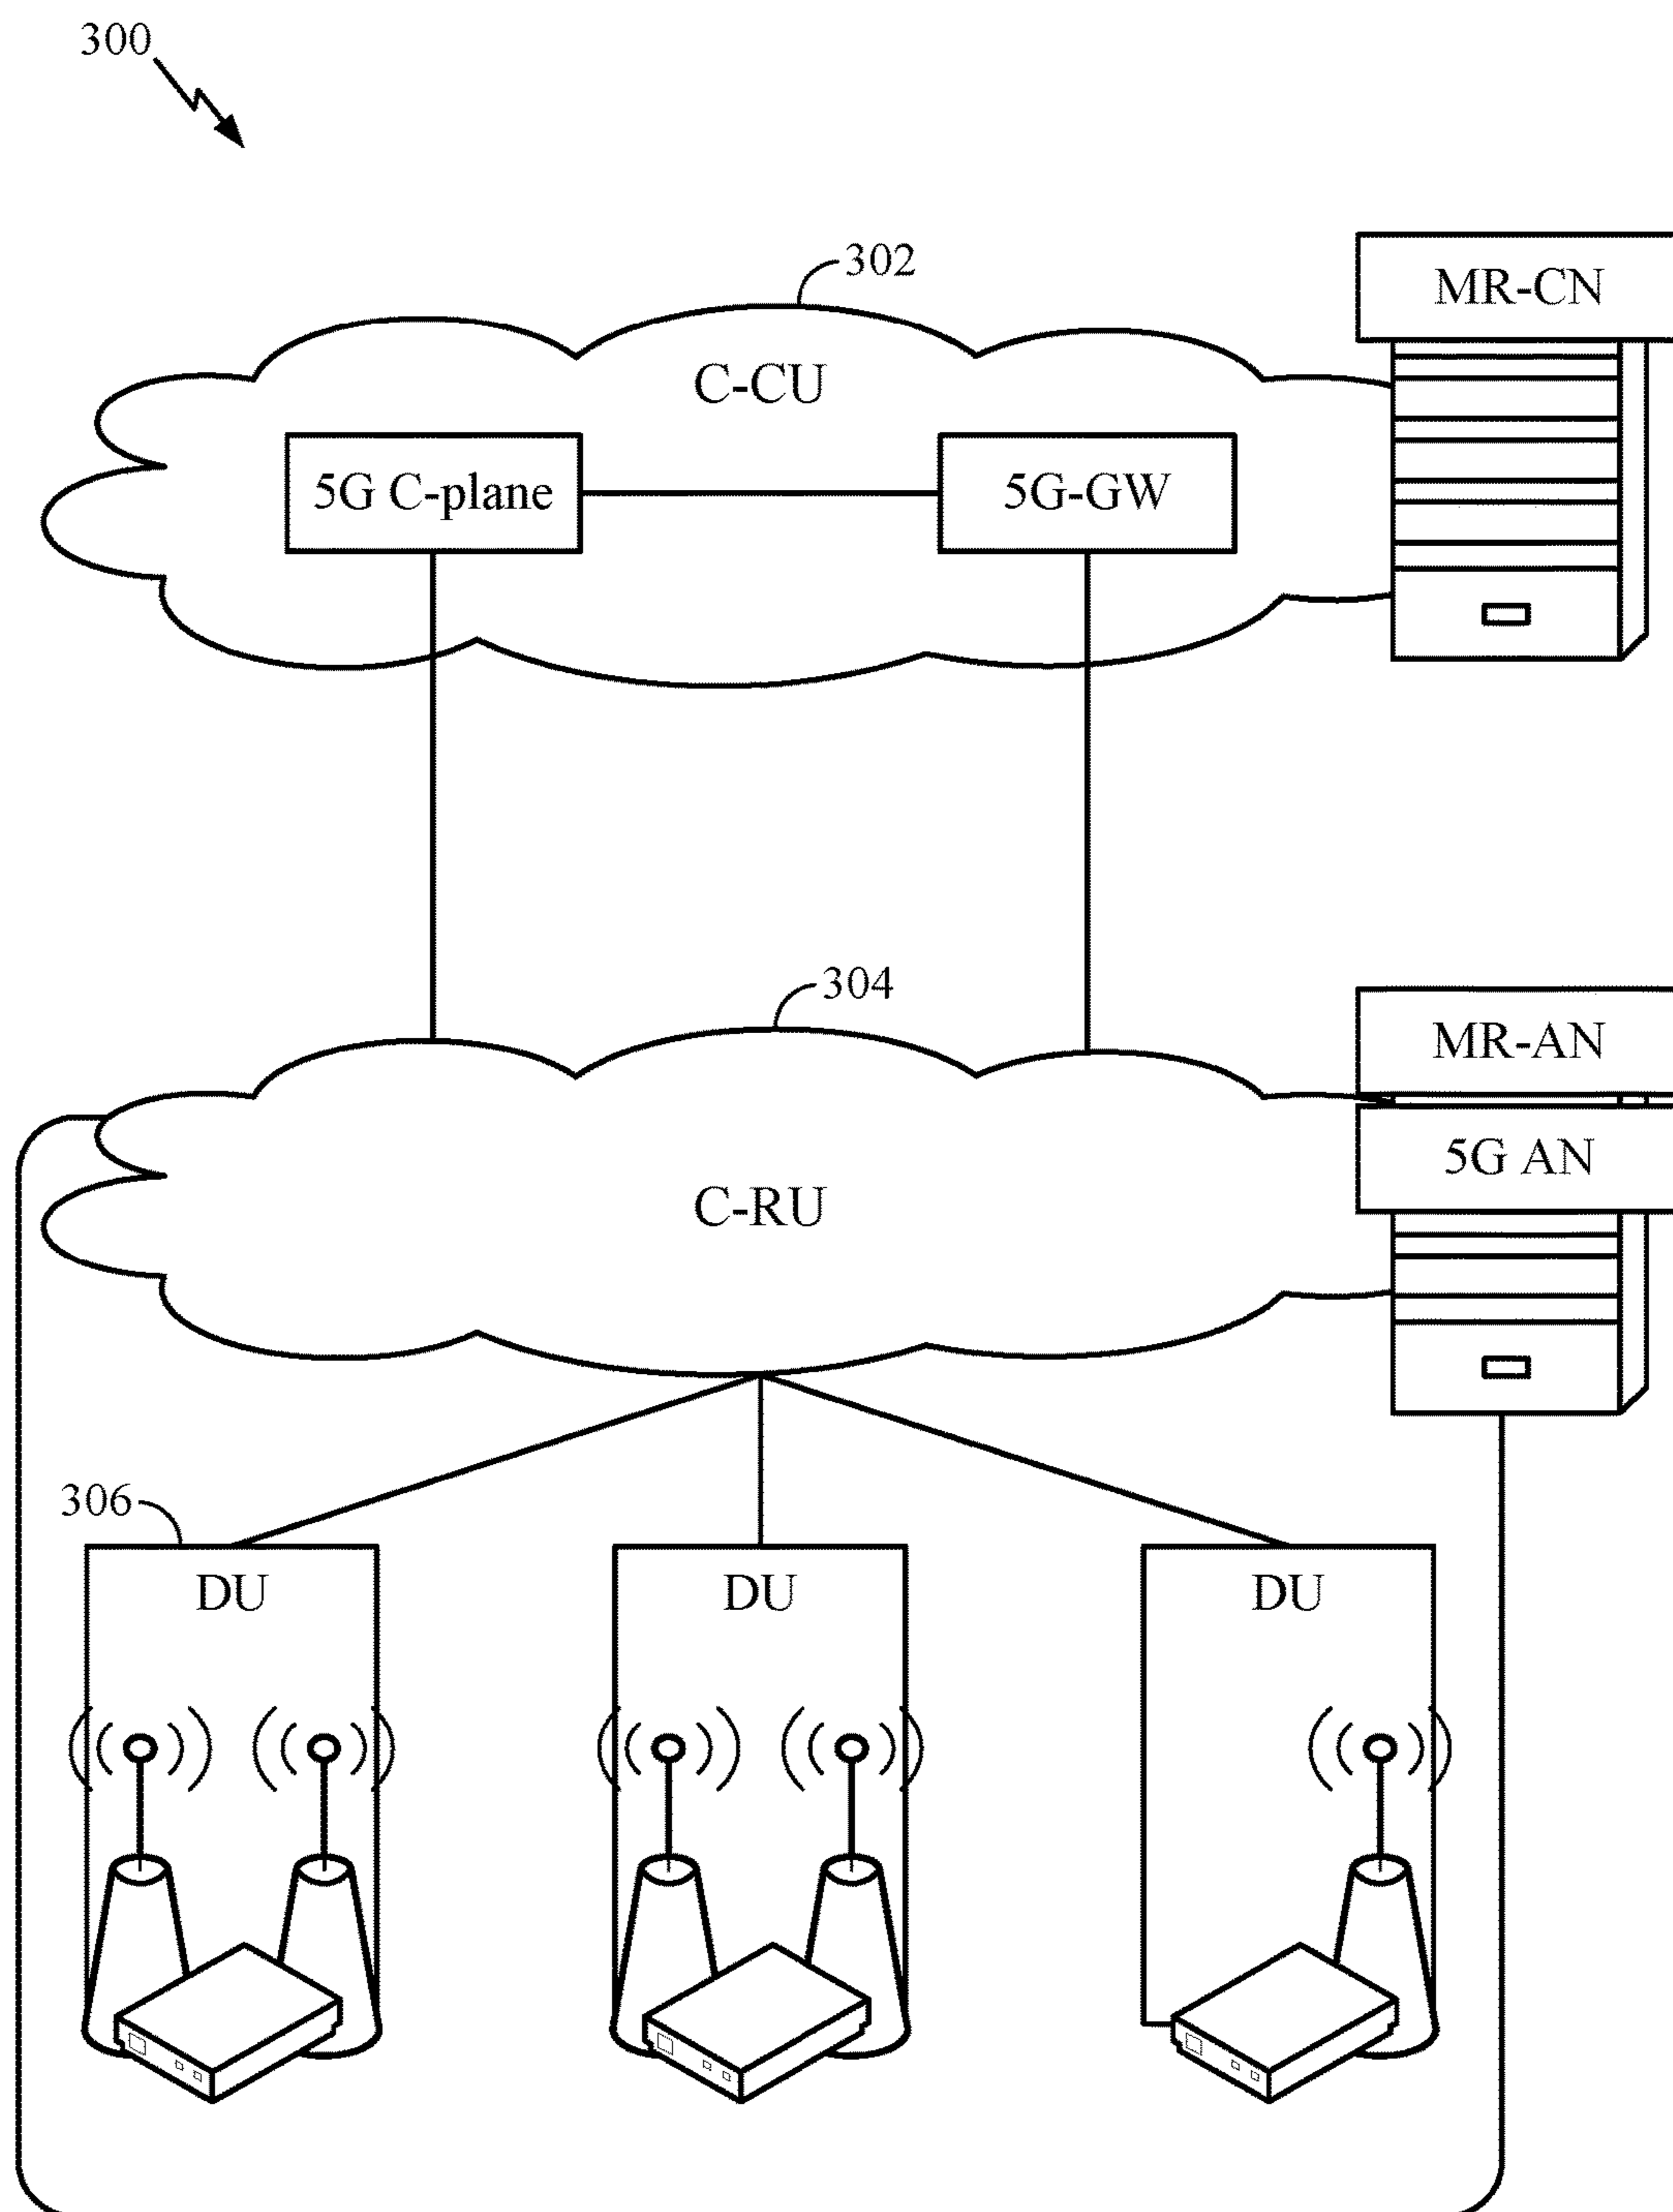 300
302
MR-CN
C-CU
5G C-plane
5G-GW
304
MR-AN
5G AN
C-RU
306
DU
DU
DU